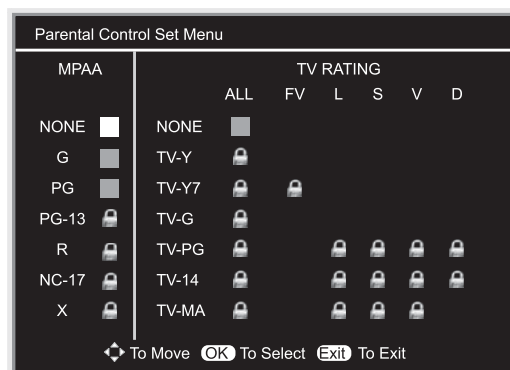 Parental Control Set Menu
MPAA TV RATING
ALL FV L S V D
NONE NONE
G TV-Y
PG TV-Y7
PG-13 TV-G
R TV-PG
NC-17 TV-14
X TV-MA
To Move OK To Select Exit To Exit